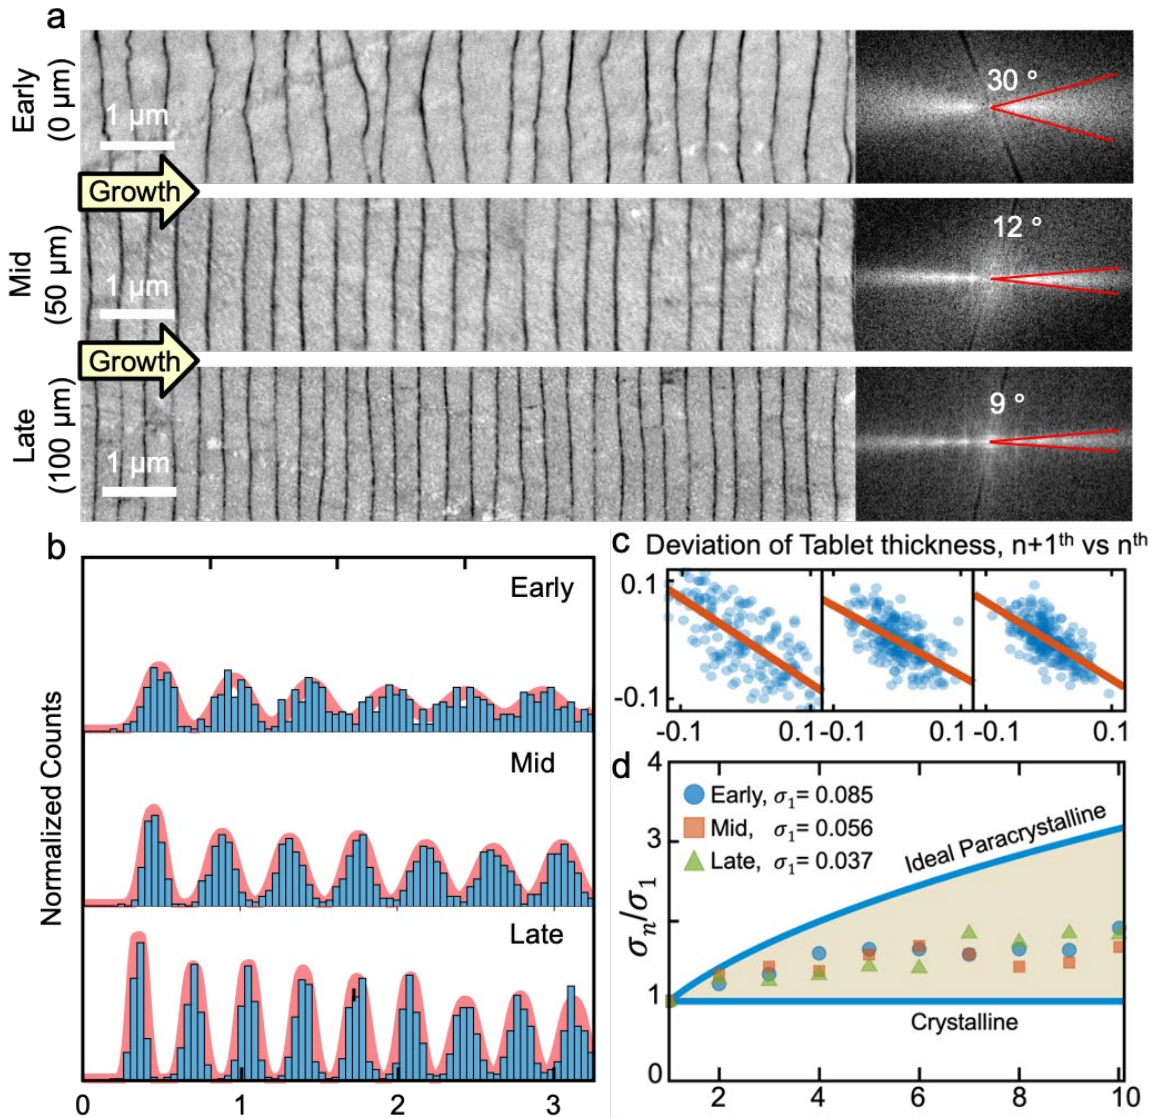 a
Early
(0 µm)
1 µm
30 °
Growth
Mid
(50 µm)
1 µm
12 °
Growth
Late
(100 µm)
1 µm
9 °
b
Normalized Counts
Early
Mid
Late
0 1 2 3
c Deviation of Tablet thickness, n+1th vs nth
0.1
-0.1
-0.1 0.1 -0.1 0.1 -0.1 0.1
d
σn/σ1
4
3
1
0
Early, σ1= 0.085
Mid, σ1= 0.056
Late, σ1= 0.037
Ideal Paracrystalline
Crystalline
2 4 6 8 10